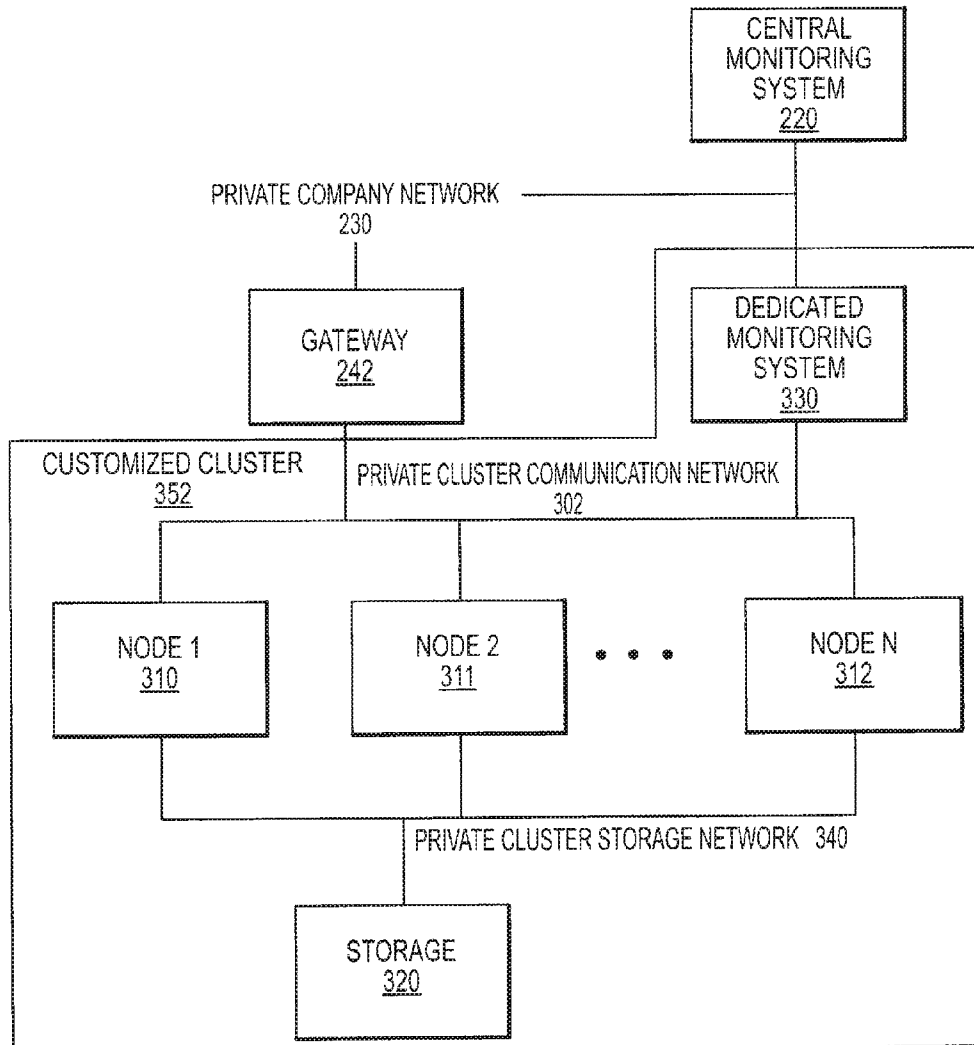 CENTRAL
MONITORING
SYSTEM
220
PRIVATE COMPANY NETWORK
230
GATEWAY
242
DEDICATED
MONITORING
SYSTEM
330
CUSTOMIZED CLUSTER
352
PRIVATE CLUSTER COMMUNICATION NETWORK
302
NODE 1
310
NODE 2
311
NODE N
312
PRIVATE CLUSTER STORAGE NETWORK 340
STORAGE
320